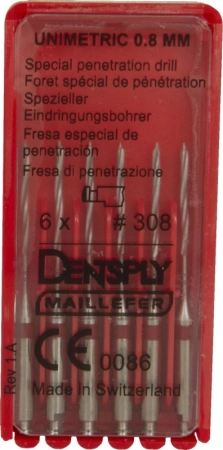 UNIMETRIC 0.8 MM
Special penetration drill
Foret spécial de pénétration
Spezieller
Eindringungsbohrer
Fresa especial de
penetración
Fresa di penetrazione
6 x # 308
DENSPLY
MAILLEFER
CE 0086
Made in Switzerland
Rev 1.A